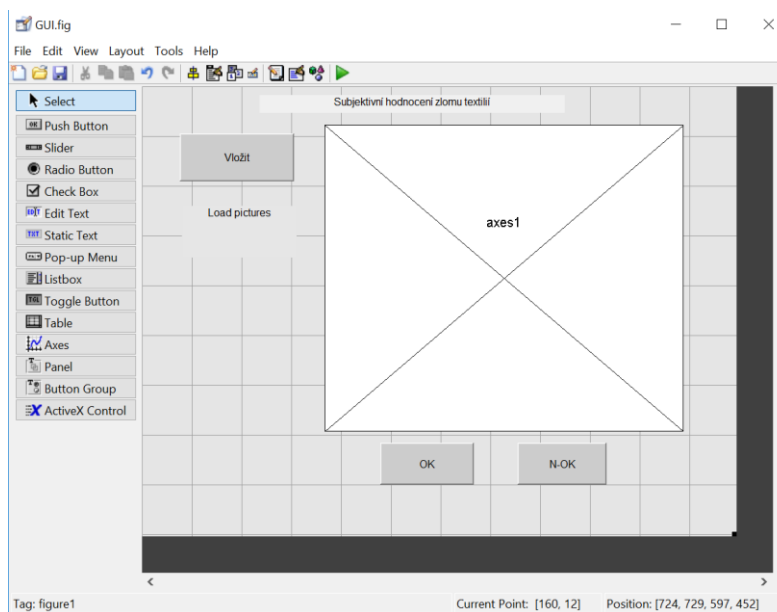 GUI.fig
File Edit View Layout Tools Help
Select
Push Button
Slider
Radio Button
Check Box
Edit Text
Static Text
Pop-up Menu
Listbox
Toggle Button
Table
Axes
Panel
Button Group
ActiveX Control
Subjektivní hodnocení zlomu textilií
Vložit
Load pictures
axes1
OK N-OK
Tag: figure1 Current Point: [160, 12] Position: [724, 729, 597, 452]